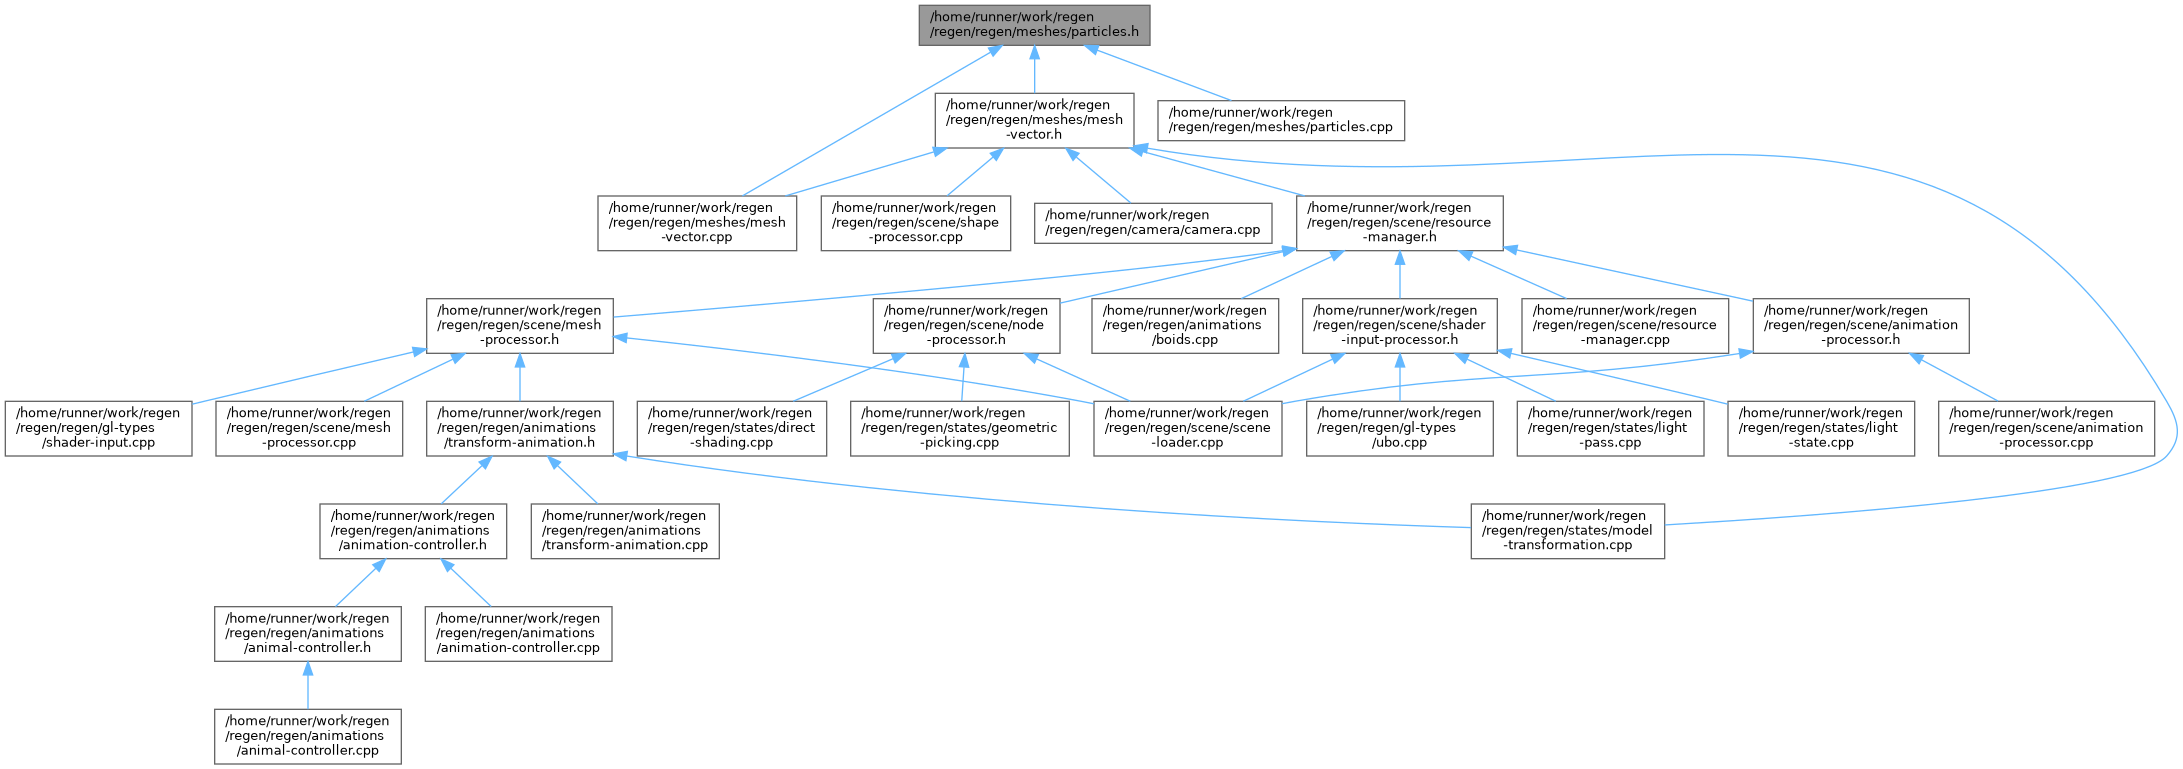 /home/runner/work/regen
/regen/regen/meshes/particles.h
/home/runner/work/regen
/regen/regen/meshes/mesh
-vector.h
/home/runner/work/regen
/regen/regen/meshes/particles.cpp
/home/runner/work/regen
/regen/regen/meshes/mesh
-vector.cpp
/home/runner/work/regen
/regen/regen/scene/shape
-processor.cpp
/home/runner/work/regen
/regen/regen/camera/camera.cpp
/home/runner/work/regen
/regen/regen/scene/resource
-manager.h
/home/runner/work/regen
/regen/regen/scene/mesh
-processor.h
/home/runner/work/regen
/regen/regen/scene/node
-processor.h
/home/runner/work/regen
/regen/regen/animations
/boids.cpp
/home/runner/work/regen
/regen/regen/scene/shader
-input-processor.h
/home/runner/work/regen
/regen/regen/scene/resource
-manager.cpp
/home/runner/work/regen
/regen/regen/scene/animation
-processor.h
/home/runner/work/regen
/regen/regen/gl-types
/shader-input.cpp
/home/runner/work/regen
/regen/regen/scene/mesh
-processor.cpp
/home/runner/work/regen
/regen/regen/animations
/transform-animation.h
/home/runner/work/regen
/regen/regen/states/direct
-shading.cpp
/home/runner/work/regen
/regen/regen/states/geometric
-picking.cpp
/home/runner/work/regen
/regen/regen/scene/scene
-loader.cpp
/home/runner/work/regen
/regen/regen/gl-types
/ubo.cpp
/home/runner/work/regen
/regen/regen/states/light
-pass.cpp
/home/runner/work/regen
/regen/regen/states/light
-state.cpp
/home/runner/work/regen
/regen/regen/scene/animation
-processor.cpp
/home/runner/work/regen
/regen/regen/animations
/animation-controller.h
/home/runner/work/regen
/regen/regen/animations
/transform-animation.cpp
/home/runner/work/regen
/regen/regen/states/model
-transformation.cpp
/home/runner/work/regen
/regen/regen/animations
/animal-controller.h
/home/runner/work/regen
/regen/regen/animations
/animation-controller.cpp
/home/runner/work/regen
/regen/regen/animations
/animal-controller.cpp